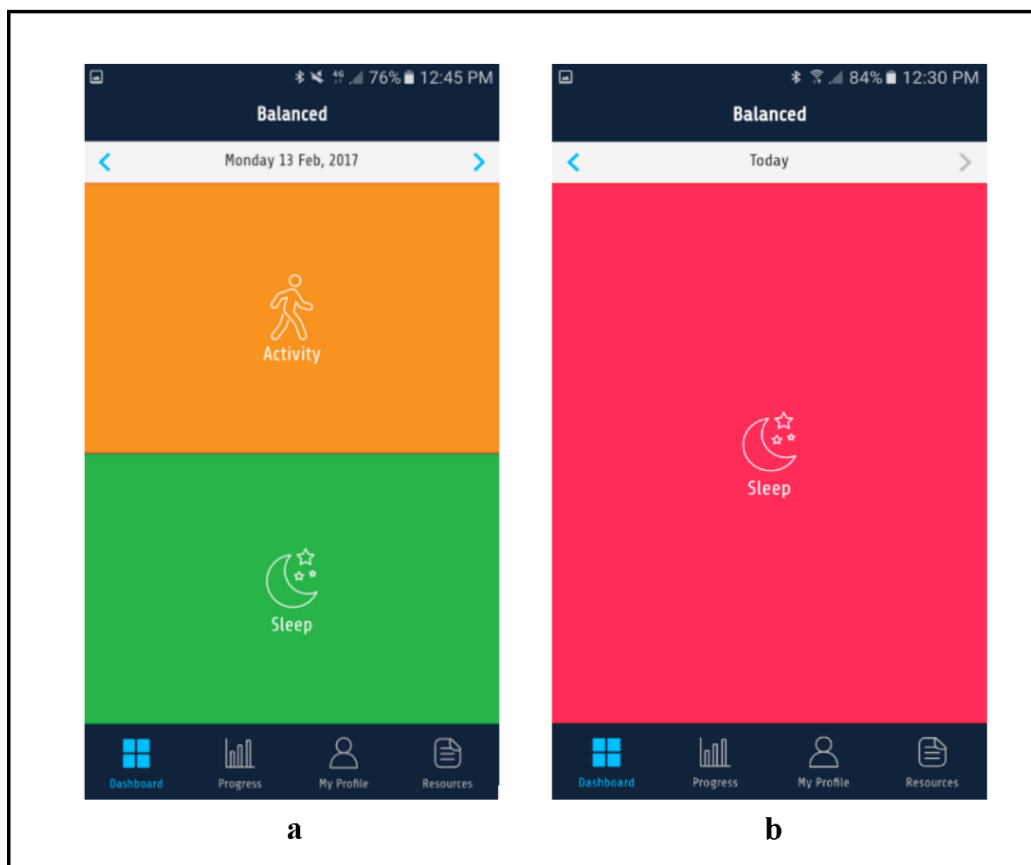 76% 12:45 PM
Balanced
Monday 13 Feb, 2017
Activity
Sleep
Dashboard Progress My Profile Resources
a
84% 12:30 PM
Balanced
Today
Sleep
Dashboard Progress My Profile Resources
b